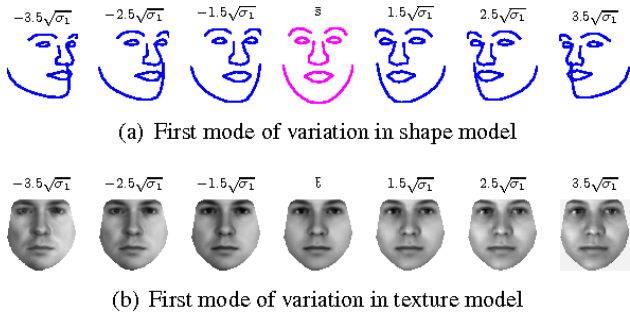 −3.5√σ₁ −2.5√σ₁ −1.5√σ₁ s̄ 1.5√σ₁ 2.5√σ₁ 3.5√σ₁
(a) First mode of variation in shape model
−3.5√σ₁ −2.5√σ₁ −1.5√σ₁ t̄ 1.5√σ₁ 2.5√σ₁ 3.5√σ₁
(b) First mode of variation in texture model